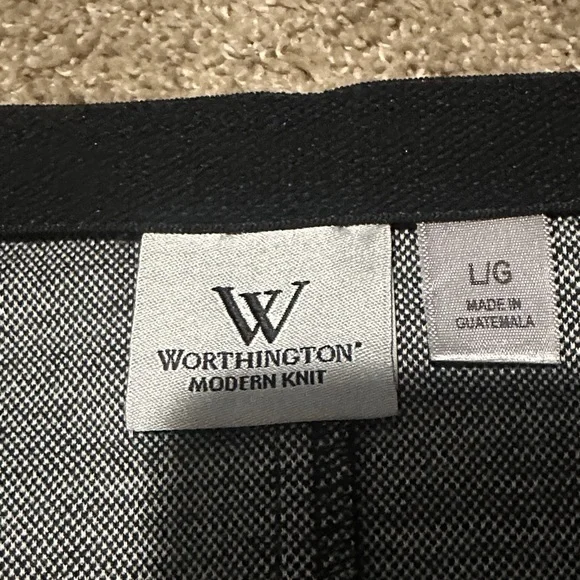 W
WORTHINGTON®
MODERN KNIT
L/G
MADE IN
GUATEMALA